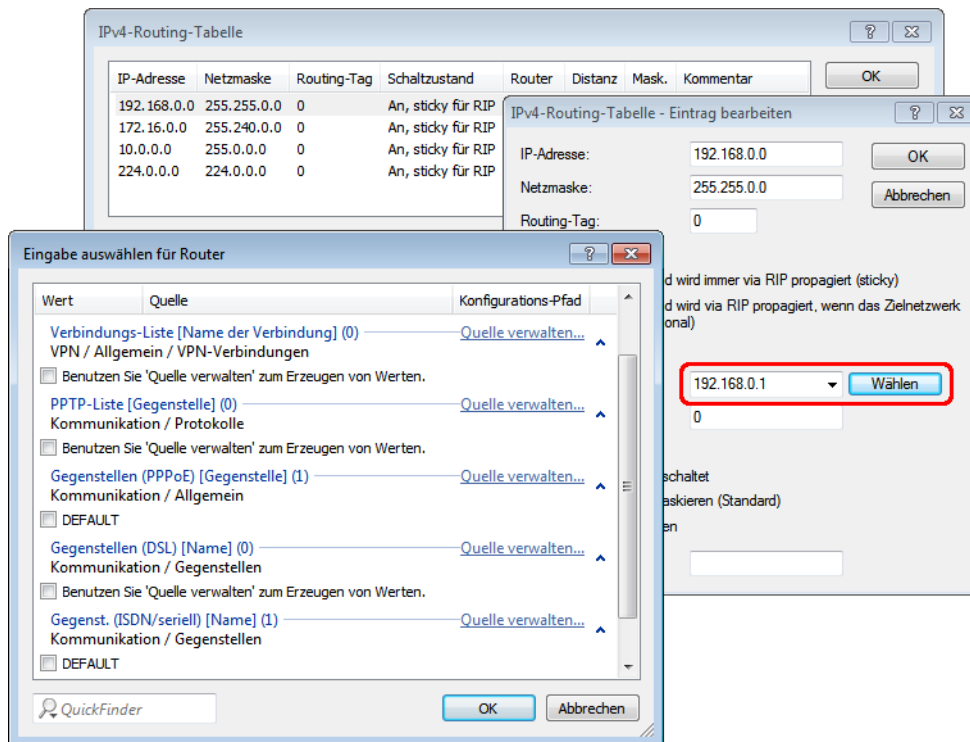 IPv4-Routing-Tabelle
IP-Adresse Netzmaske Routing-Tag Schaltzustand Router Distanz Mask. Kommentar
OK
192.168.0.0 255.255.0.0 0 An, sticky für RIP
172.16.0.0 255.240.0.0 0 An, sticky für RIP
10.0.0.0 255.0.0.0 0 An, sticky für RIP
224.0.0.0 224.0.0.0 0 An, sticky für RIP
IPv4-Routing-Tabelle - Eintrag bearbeiten
IP-Adresse: 192.168.0.0 OK
Netzmaske: 255.255.0.0 Abbrechen
Routing-Tag: 0
d wird immer via RIP propagiert (sticky)
d wird via RIP propagiert, wenn das Zielnetzwerk
onal)
192.168.0.1 Wählen
0
schaltet
askieren (Standard)
en
Eingabe auswählen für Router
Wert Quelle Konfigurations-Pfad
Verbindungs-Liste [Name der Verbindung] (0) Quelle verwalten...
VPN / Allgemein / VPN-Verbindungen
Benutzen Sie 'Quelle verwalten' zum Erzeugen von Werten.
PPTP-Liste [Gegenstelle] (0) Quelle verwalten...
Kommunikation / Protokolle
Benutzen Sie 'Quelle verwalten' zum Erzeugen von Werten.
Gegenstellen (PPPoE) [Gegenstelle] (1) Quelle verwalten...
Kommunikation / Allgemein
DEFAULT
Gegenstellen (DSL) [Name] (0) Quelle verwalten...
Kommunikation / Gegenstellen
Benutzen Sie 'Quelle verwalten' zum Erzeugen von Werten.
Gegenst. (ISDN/seriell) [Name] (1) Quelle verwalten...
Kommunikation / Gegenstellen
DEFAULT
QuickFinder OK Abbrechen